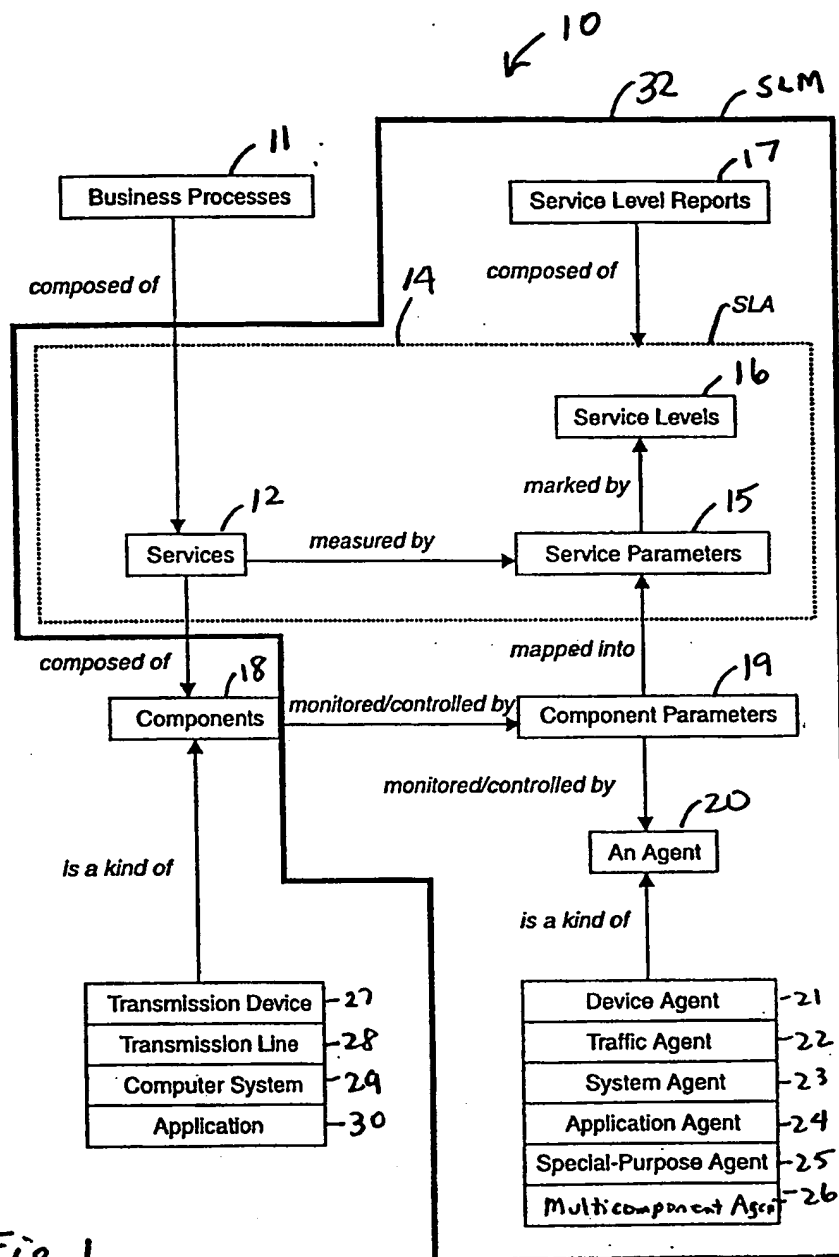 10
32 SLM
11
17
Business Processes
Service Level Reports
composed of
composed of
14
SLA
16
Service Levels
marked by
12
15
Services
measured by
Service Parameters
composed of
mapped into
18
19
Components
monitored/controlled by
Component Parameters
monitored/controlled by
20
An Agent
is a kind of
is a kind of
Transmission Device 27
Transmission Line 28
Computer System 29
Application 30
Device Agent 21
Traffic Agent 22
System Agent 23
Application Agent 24
Special-Purpose Agent 25
Multicomponent Agent 26
Fig. 1